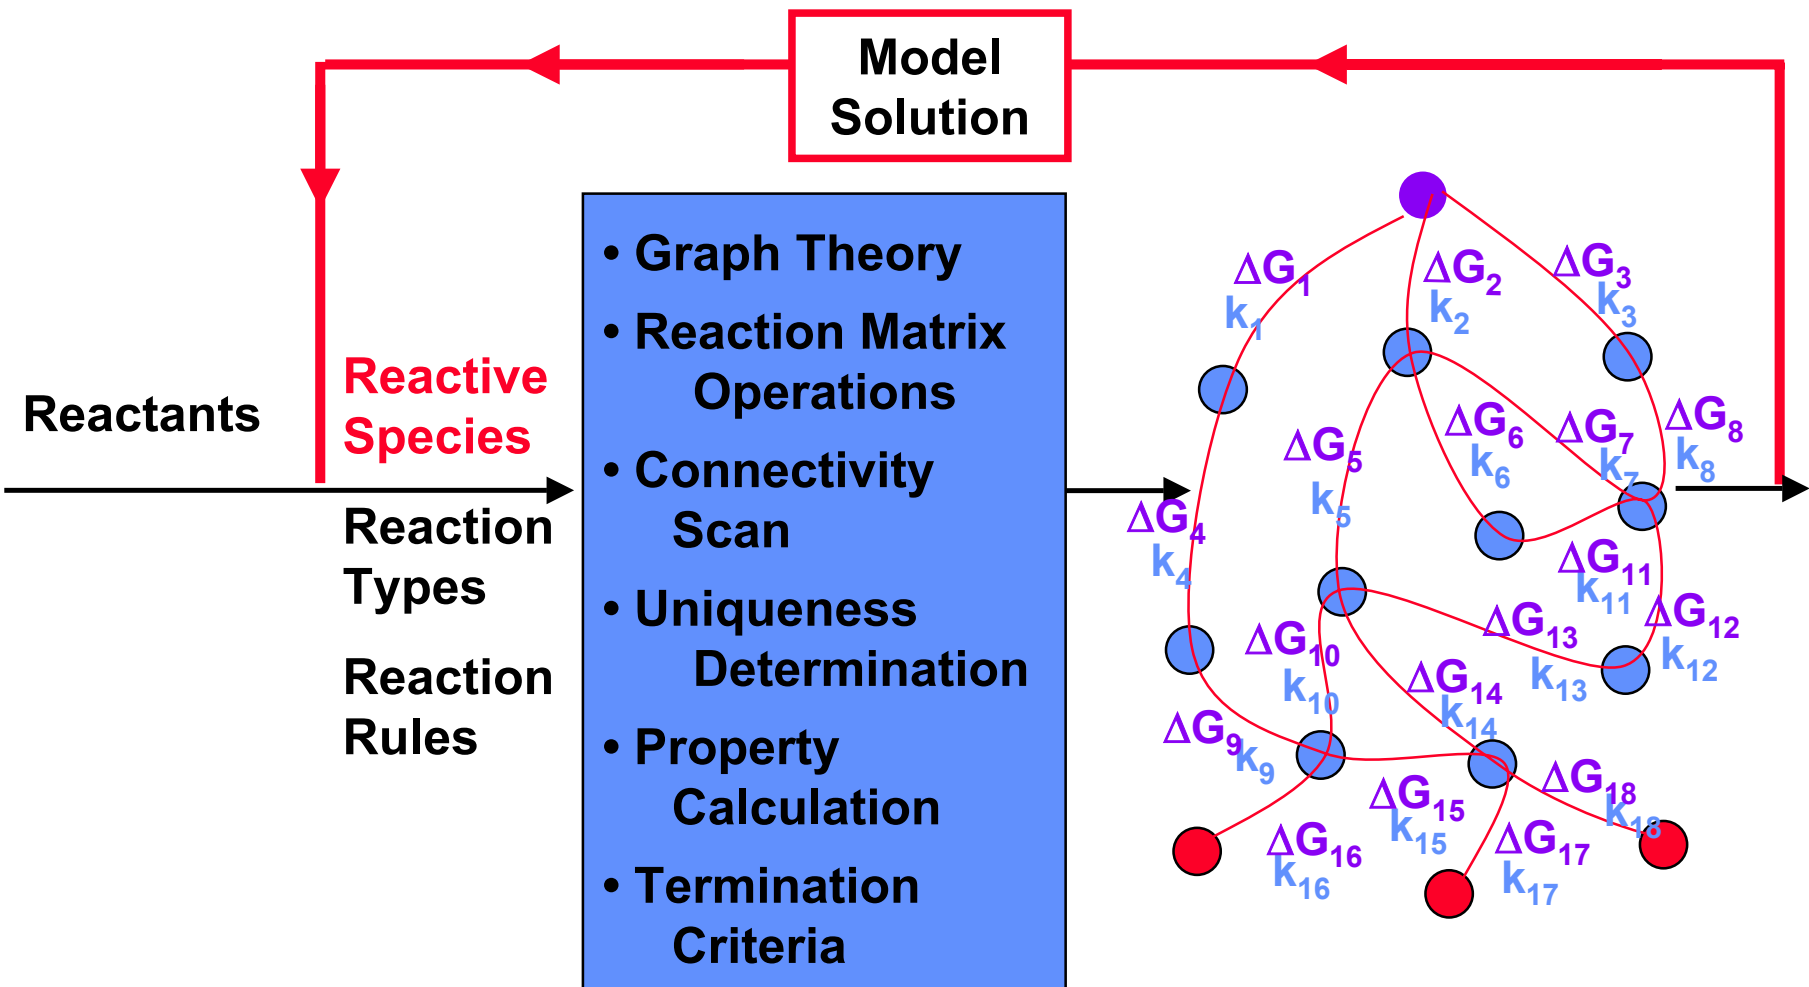 Model
Solution
Reactants
Reactive
Species
Reaction
Types
Reaction
Rules
• Graph Theory
• Reaction Matrix
Operations
• Connectivity
Scan
• Uniqueness
Determination
• Property
Calculation
• Termination
Criteria
ΔG₁
k₁
ΔG₂
k₂
ΔG₃
k₃
ΔG₄
k₄
ΔG₅
k₅
ΔG₆
k₆
ΔG₇
k₇
ΔG₈
k₈
ΔG₉
k₉
ΔG₁₀
k₁₀
ΔG₁₁
k₁₁
ΔG₁₂
k₁₂
ΔG₁₃
k₁₃
ΔG₁₄
k₁₄
ΔG₁₅
k₁₅
ΔG₁₆
k₁₆
ΔG₁₇
k₁₇
ΔG₁₈
k₁₈